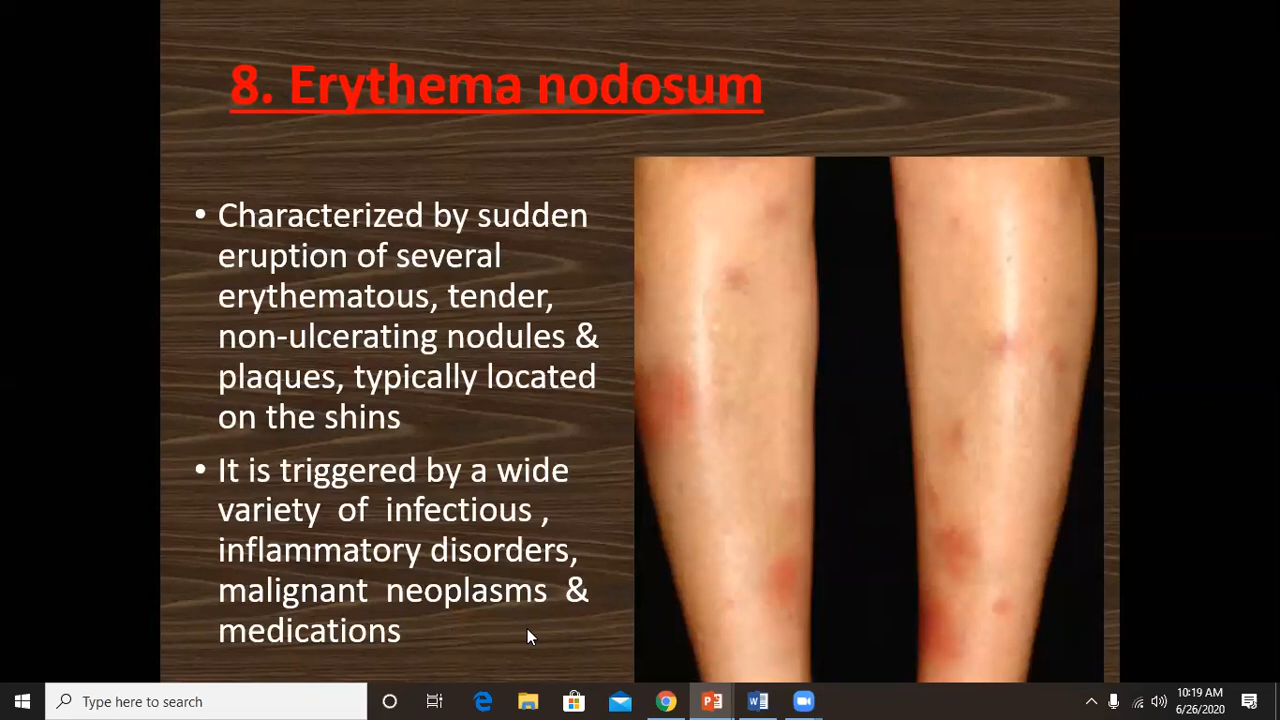 8. Erythema nodosum
• Characterized by sudden
eruption of several
erythematous, tender,
non-ulcerating nodules &
plaques, typically located
on the shins
• It is triggered by a wide
variety of infectious ,
inflammatory disorders,
malignant neoplasms &
medications
Type here to search
10:19 AM
6/26/2020